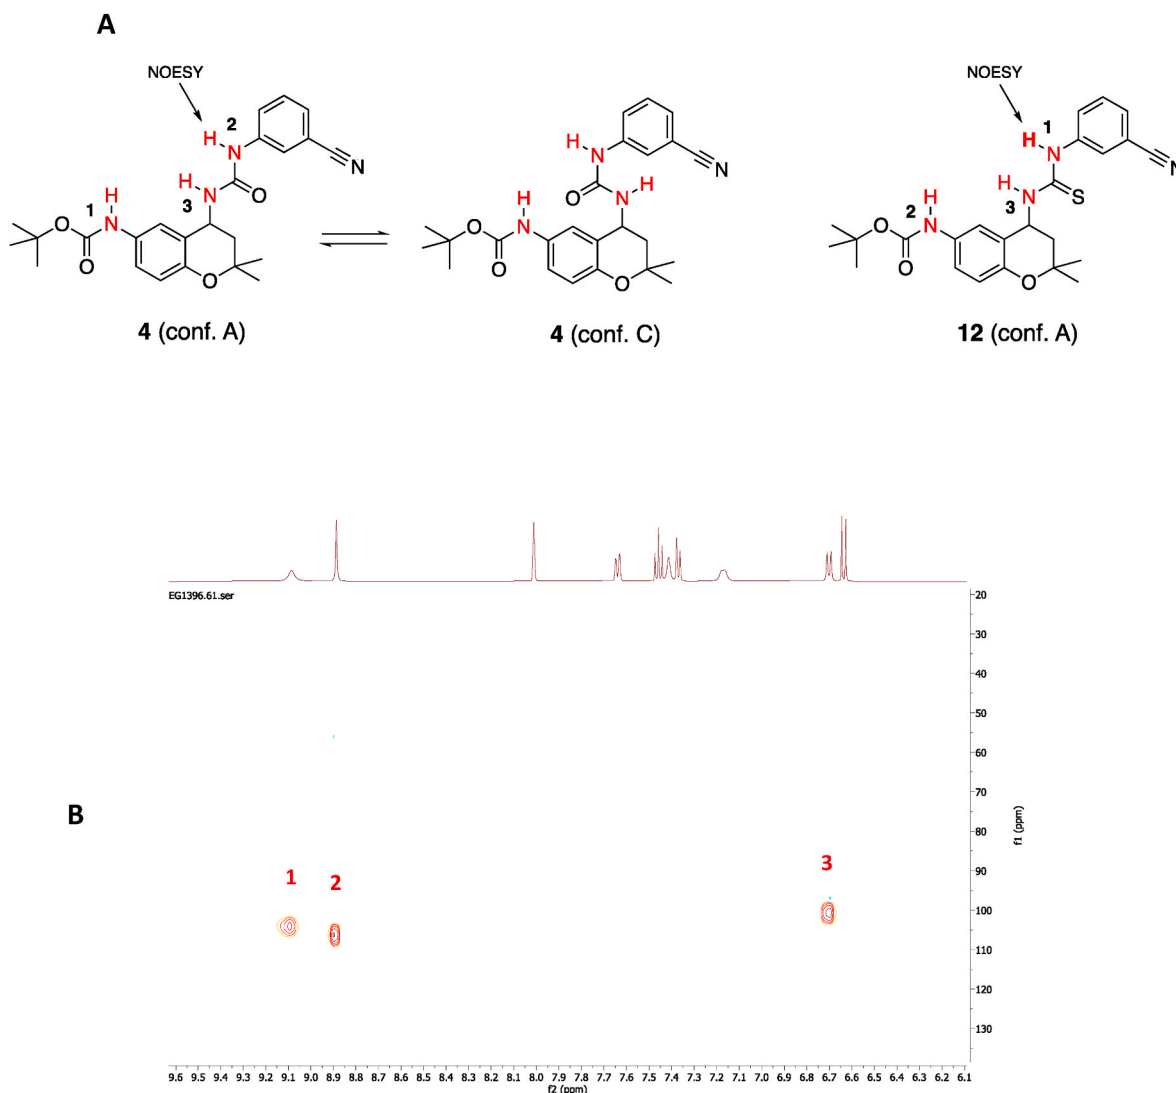 A
NOESY
NOESY
H 2
N
H
N
O
3
H
1
N
O
O
O
N
H
N
H
N
O
N
H
N
O
O
O
N
H 1
N
H
N
S
3
H
2
N
O
O
O
N
4 (conf. A)
4 (conf. C)
12 (conf. A)
EG1396.61.ser
B
1
2
3
20
30
40
50
60
70
80
90
100
110
120
130
f1 (ppm)
9.6 9.5 9.4 9.3 9.2 9.1 9.0 8.9 8.8 8.7 8.6 8.5 8.4 8.3 8.2 8.1 8.0 7.9 7.8 7.7 7.6 7.5 7.4 7.3 7.2 7.1 7.0 6.9 6.8 6.7 6.6 6.5 6.4 6.3 6.2 6.1
f2 (ppm)